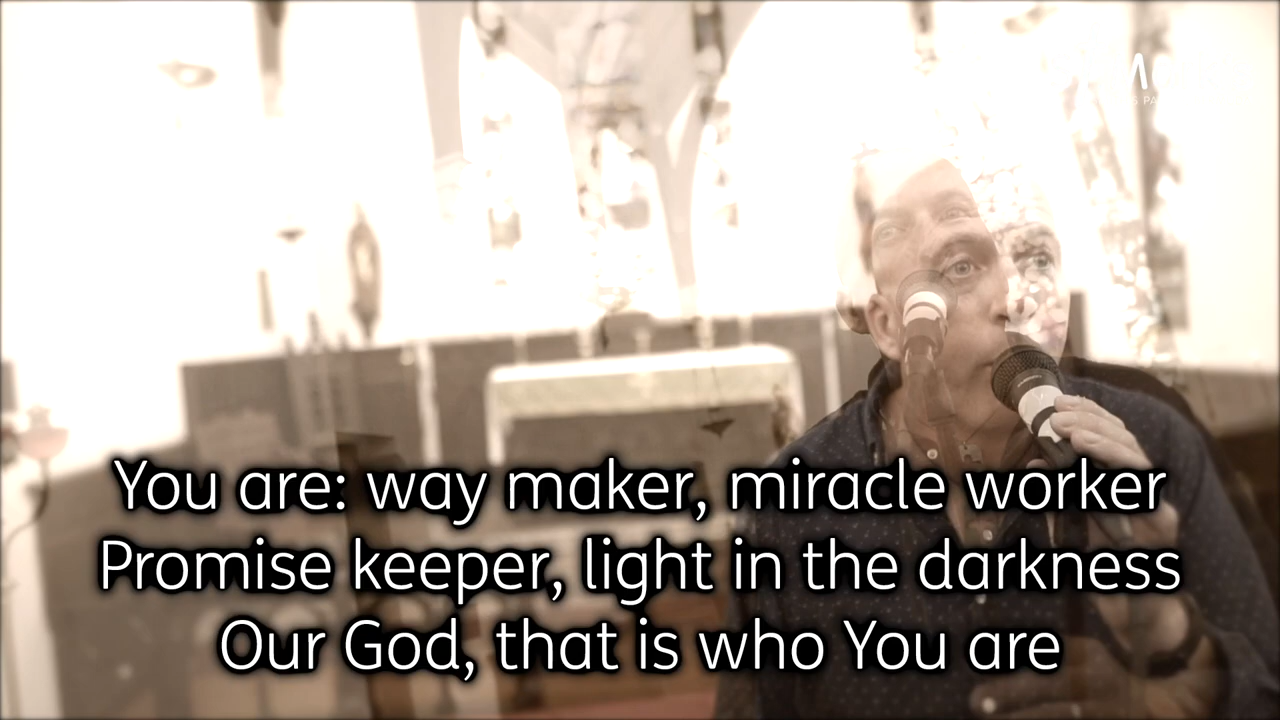 You are: way maker, miracle worker
Promise keeper, light in the darkness
Our God, that is who You are